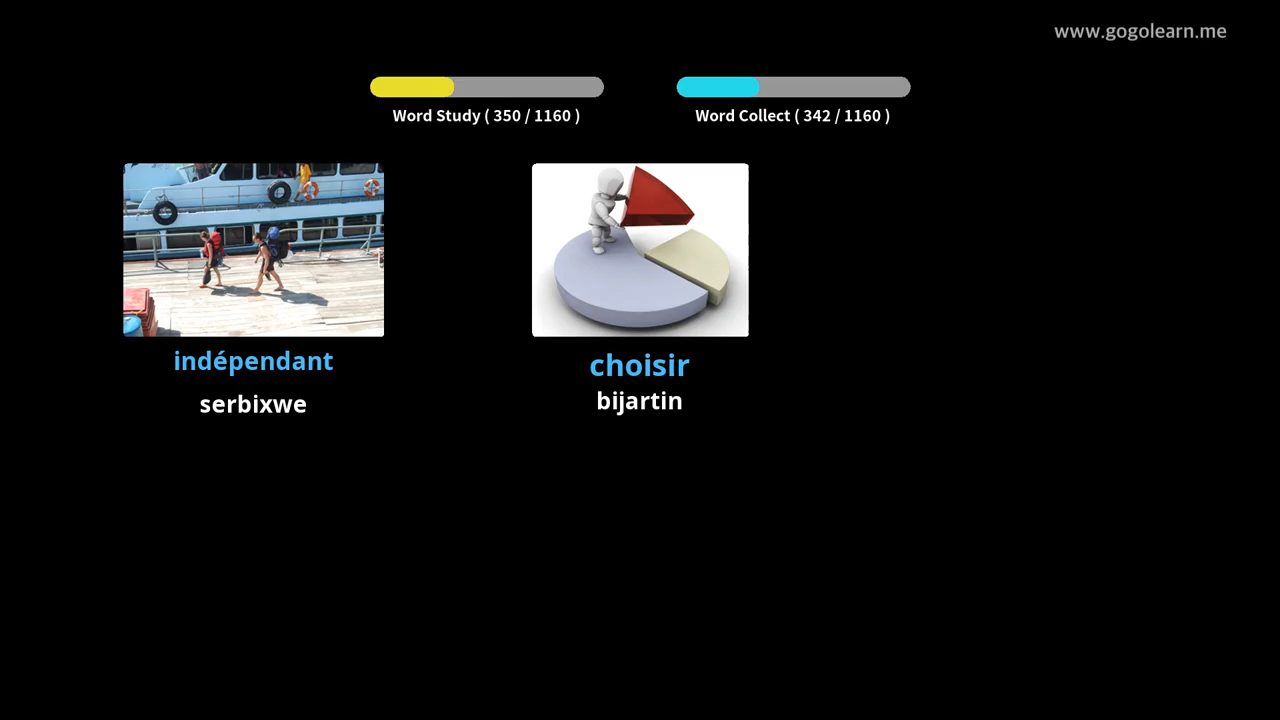 www.gogolearn.me
Word Study ( 350 / 1160 )
Word Collect ( 342 / 1160 )
indépendant
serbixwe
choisir
bijartin